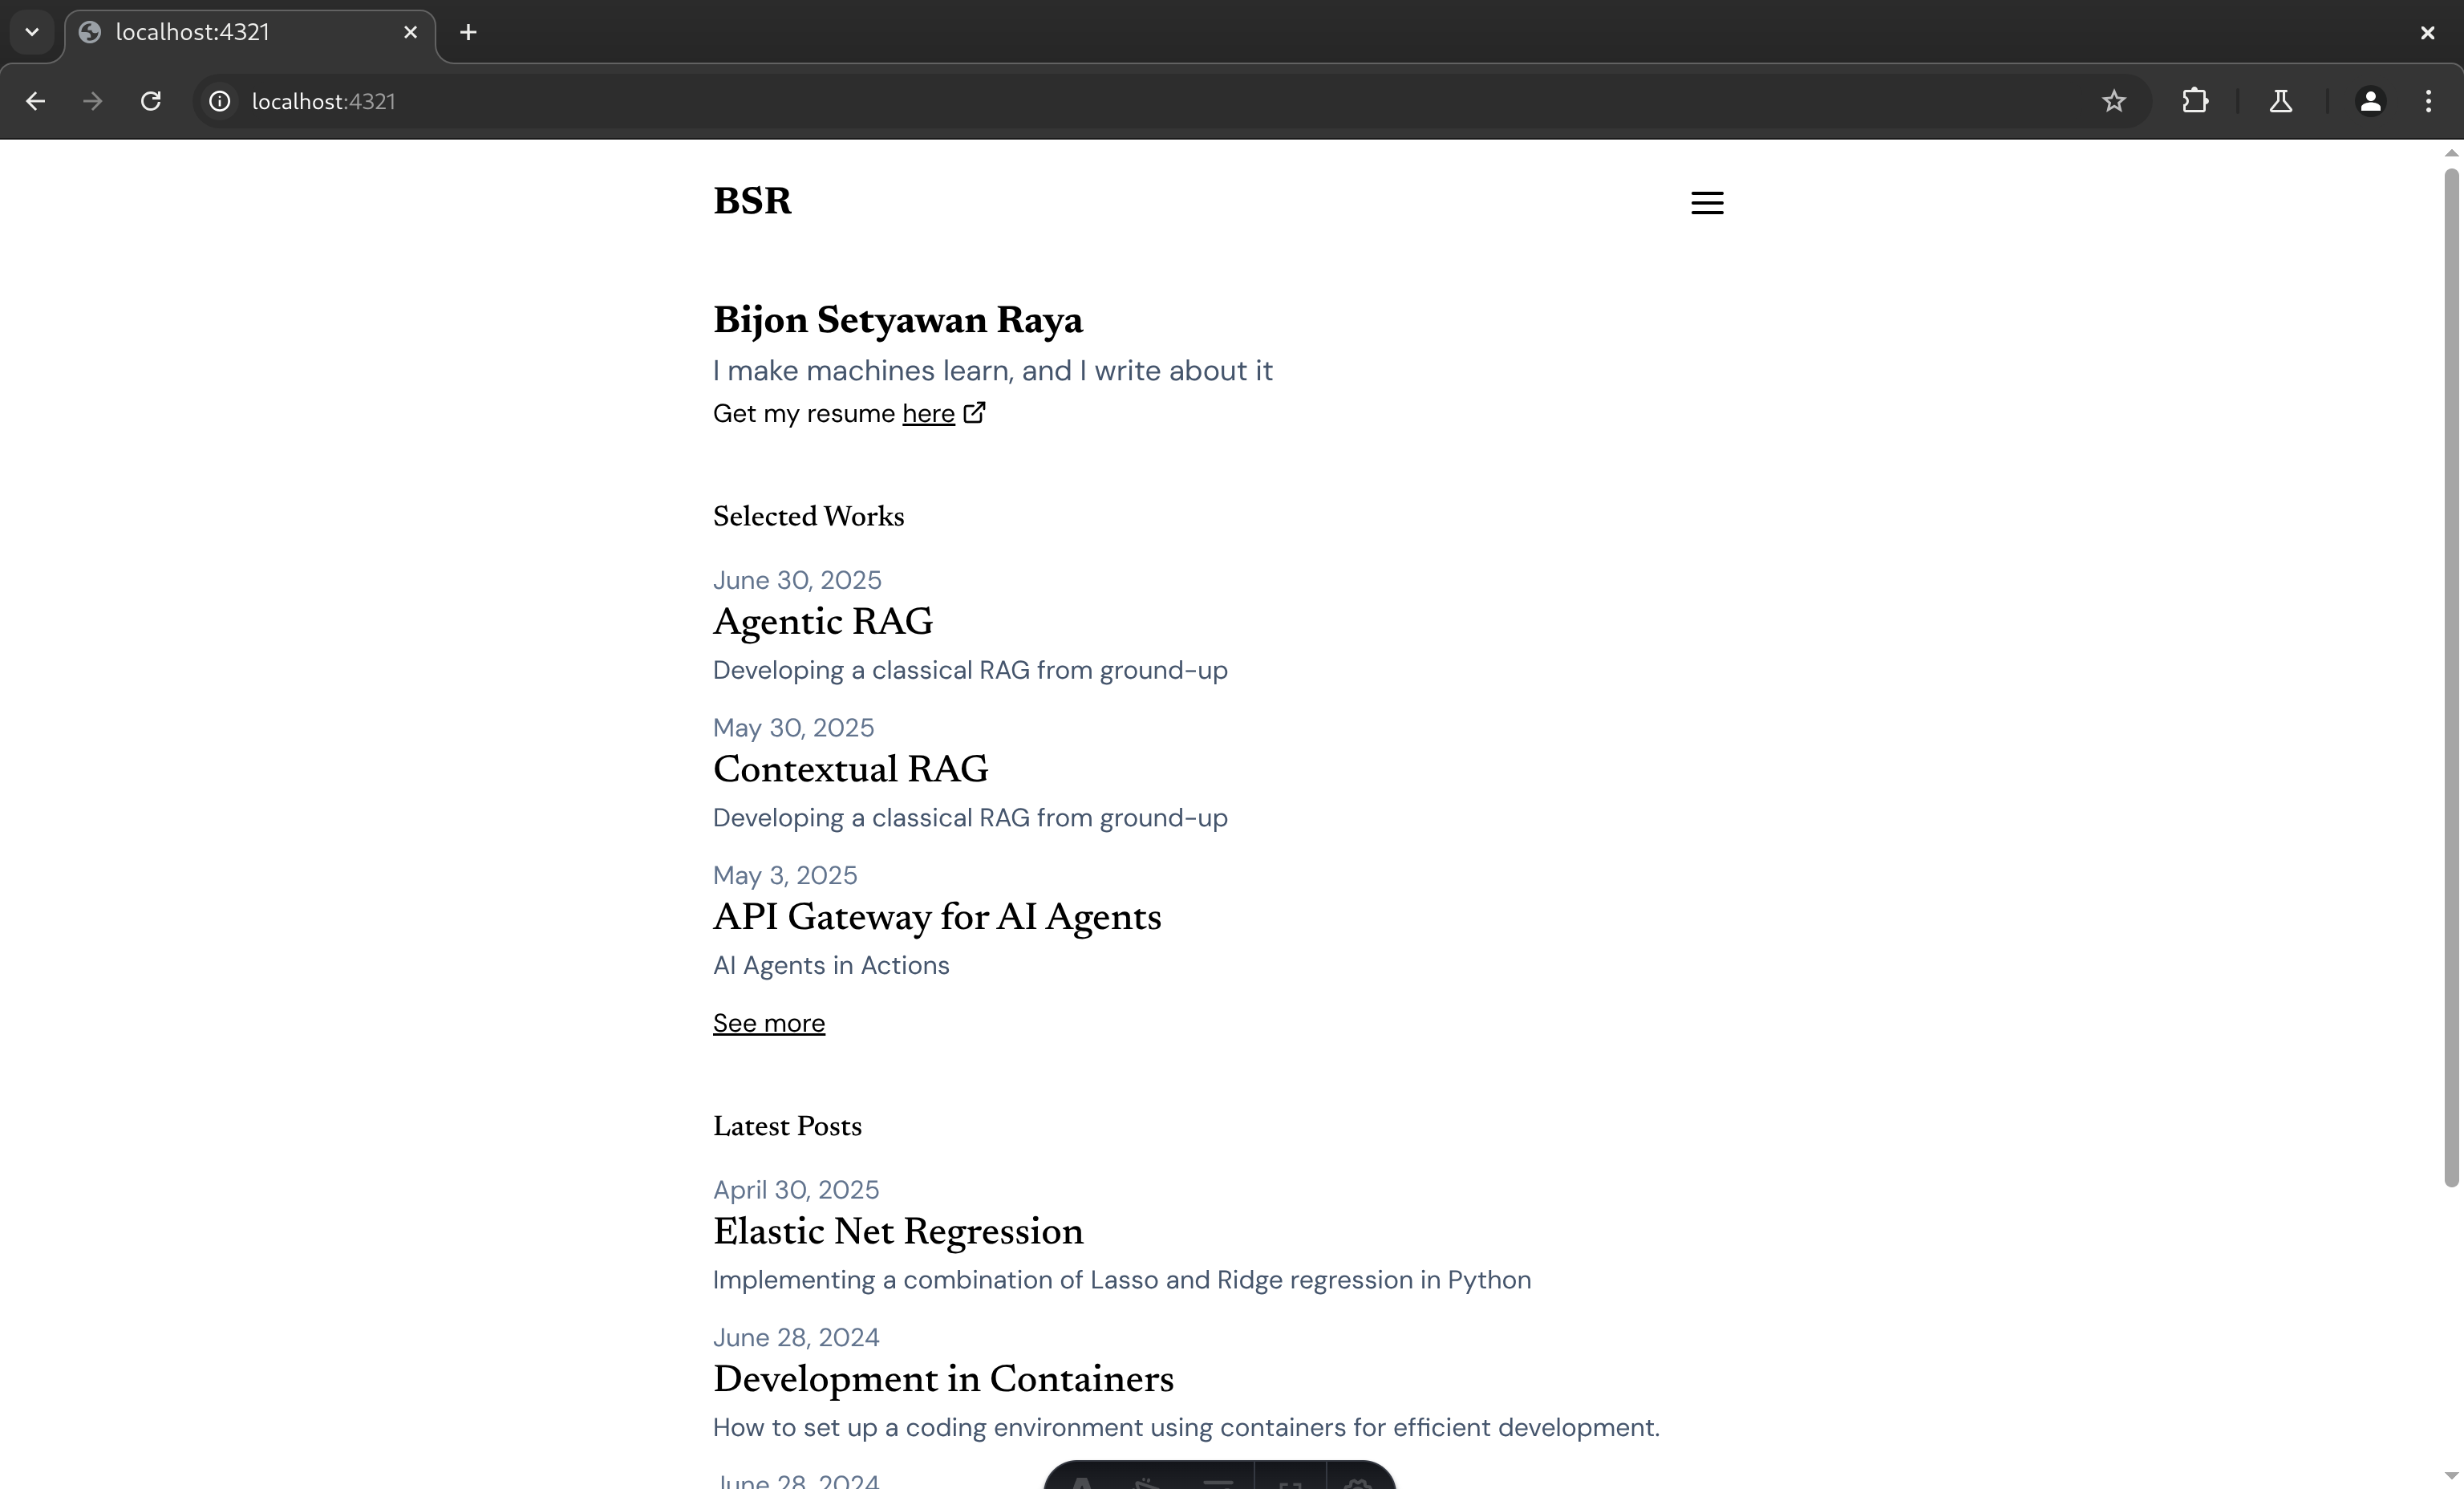 localhost:4321
localhost:4321
BSR
Bijon Setyawan Raya
I make machines learn, and I write about it
Get my resume here
Selected Works
June 30, 2025
Agentic RAG
Developing a classical RAG from ground-up
May 30, 2025
Contextual RAG
Developing a classical RAG from ground-up
May 3, 2025
API Gateway for AI Agents
AI Agents in Actions
See more
Latest Posts
April 30, 2025
Elastic Net Regression
Implementing a combination of Lasso and Ridge regression in Python
June 28, 2024
Development in Containers
How to set up a coding environment using containers for efficient development.
June 28, 2024